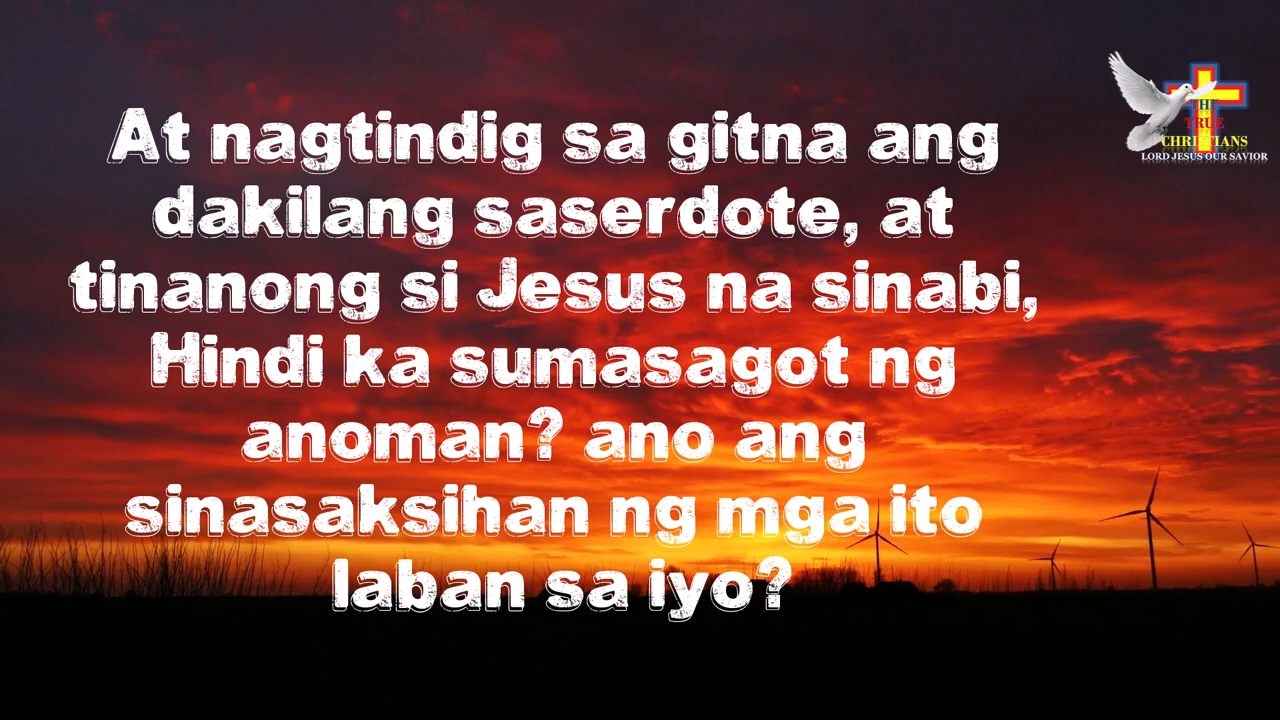 At nagtindig sa gitna ang
dakilang saserdote, at
tinanong si Jesus na sinabi,
Hindi ka sumasagot ng
anoman? ano ang
sinasaksihan ng mga ito
laban sa iyo?
THE
TRUE
CHRISTIANS
LORD JESUS OUR SAVIOR